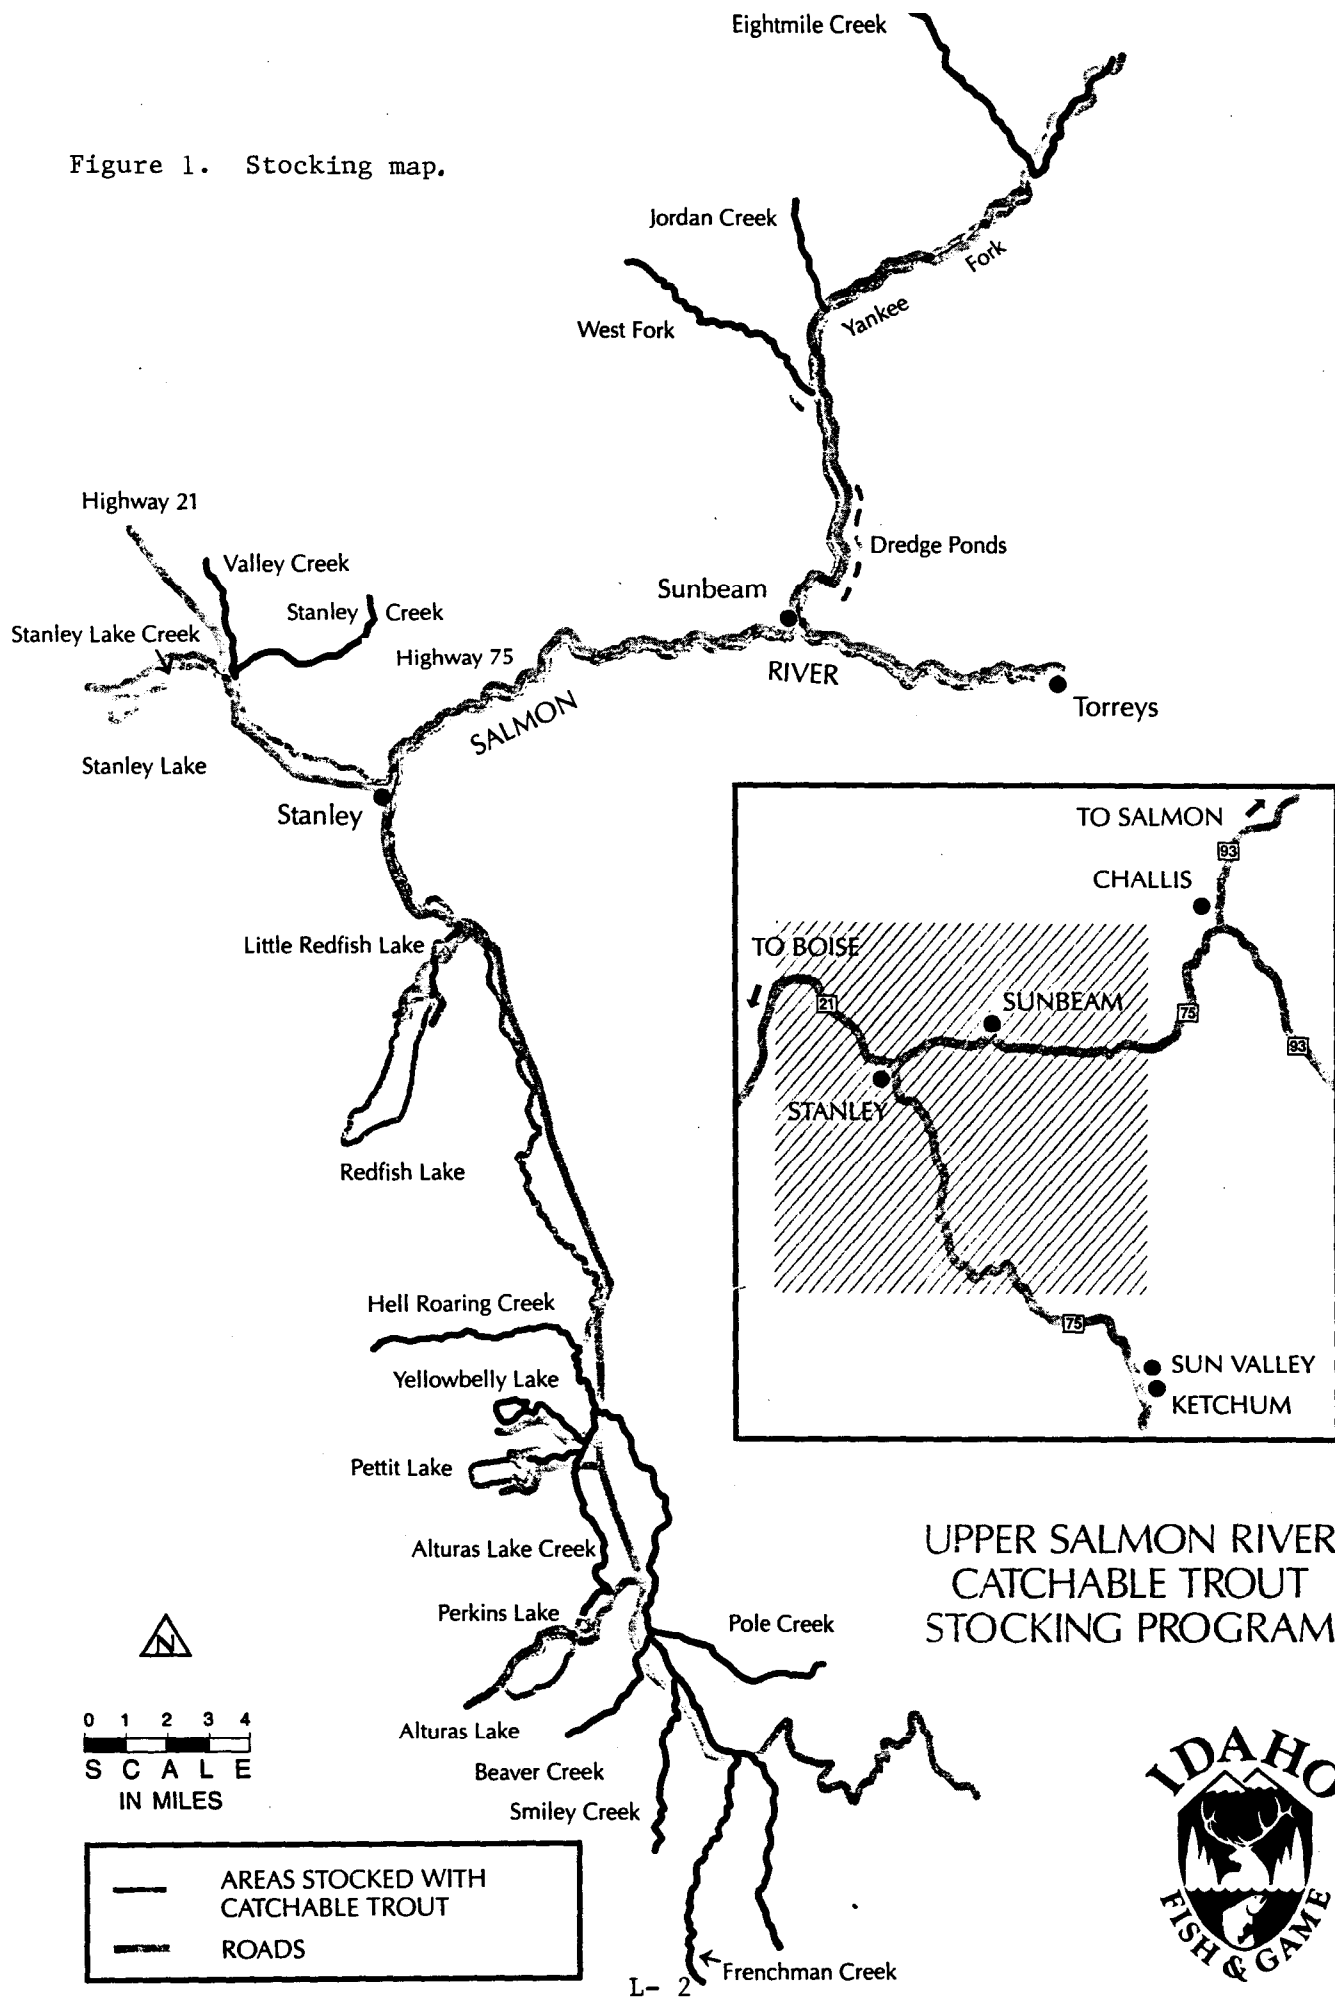 Eightmile Creek
Figure 1. Stocking map.
Jordan Creek
Fork
Yankee
West Fork
Highway 21
Dredge Ponds
Valley Creek
Sunbeam
Stanley Creek
Stanley Lake Creek
Highway 75
RIVER
SALMON
Torreys
Stanley Lake
Stanley
Little Redfish Lake
Redfish Lake
TO SALMON
93
CHALLIS
TO BOISE
21
SUNBEAM
75
93
STANLEY
75
SUN VALLEY
KETCHUM
Hell Roaring Creek
Yellowbelly Lake
Pettit Lake
Alturas Lake Creek
Perkins Lake
Pole Creek
Alturas Lake
Beaver Creek
Smiley Creek
Frenchman Creek
UPPER SALMON RIVER
CATCHABLE TROUT
STOCKING PROGRAM
N
0 1 2 3 4
S C A L E
IN MILES
AREAS STOCKED WITH
CATCHABLE TROUT
ROADS
IDAHO
FISH & GAME
L- 2